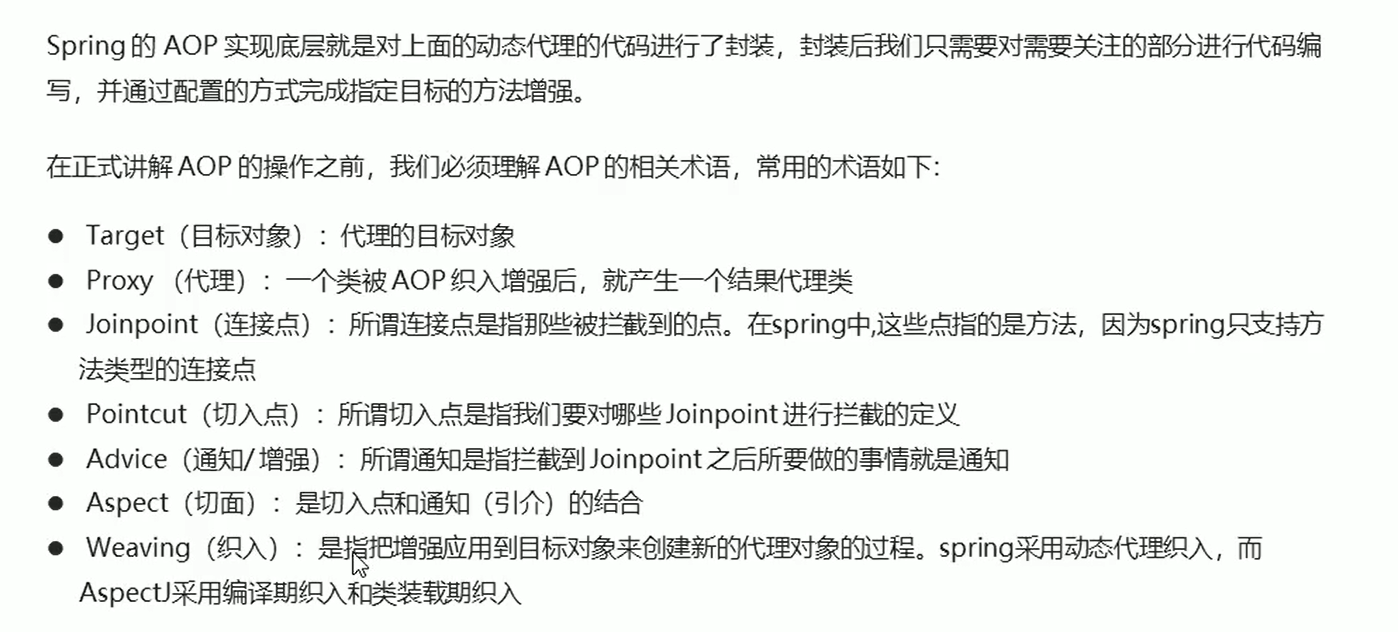 Spring 的 AOP 实现底层就是对上面的动态代理的代码进行了封装，封装后我们只需要对需要关注的部分进行代码编
写，并通过配置的方式完成指定目标的方法增强。
在正式讲解 AOP 的操作之前，我们必须理解 AOP 的相关术语，常用的术语如下：
● Target（目标对象）：代理的目标对象
● Proxy （代理）：一个类被 AOP 织入增强后，就产生一个结果代理类
● Joinpoint（连接点）：所谓连接点是指那些被拦截到的点。在spring中,这些点指的是方法，因为spring只支持方
法类型的连接点
● Pointcut（切入点）：所谓切入点是指我们要对哪些 Joinpoint 进行拦截的定义
● Advice（通知/ 增强）：所谓通知是指拦截到 Joinpoint 之后所要做的事情就是通知
● Aspect（切面）：是切入点和通知（引介）的结合
● Weaving（织入）：是指把增强应用到目标对象来创建新的代理对象的过程。spring采用动态代理织入，而
AspectJ采用编译期织入和类装载期织入